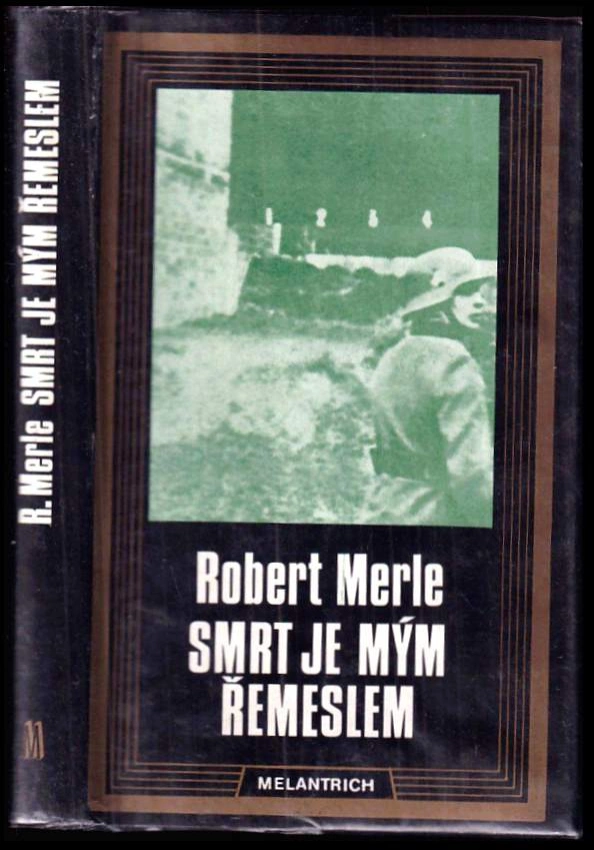 R. Merle SMRT JE MÝM ŘEMESLEM
M
1 2 3 4
Robert Merle
SMRT JE MÝM
ŘEMESLEM
MELANTRICH